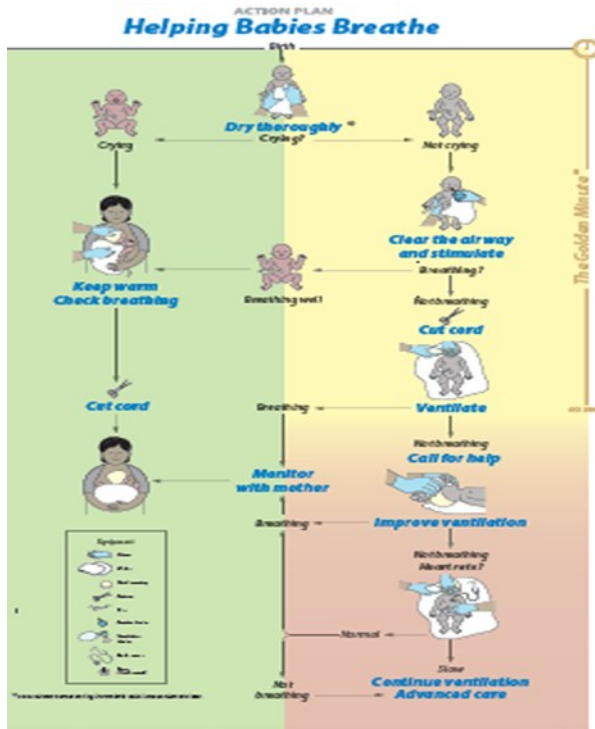 ACTION PLAN
Helping Babies Breathe
Birth
Dry thoroughly *
Crying?
Crying
Not crying
The Golden Minute®
Clear the airway
and stimulate
Breathing?
Keep warm
Check breathing
Breathing well
Not breathing
Cut cord
Cut cord
Breathing
Ventilate
Not breathing
Call for help
Monitor
with mother
Breathing
Improve ventilation
Not breathing
Heart rate?
Equipment
Normal
Slow
Not
breathing
Continue ventilation
Advanced care